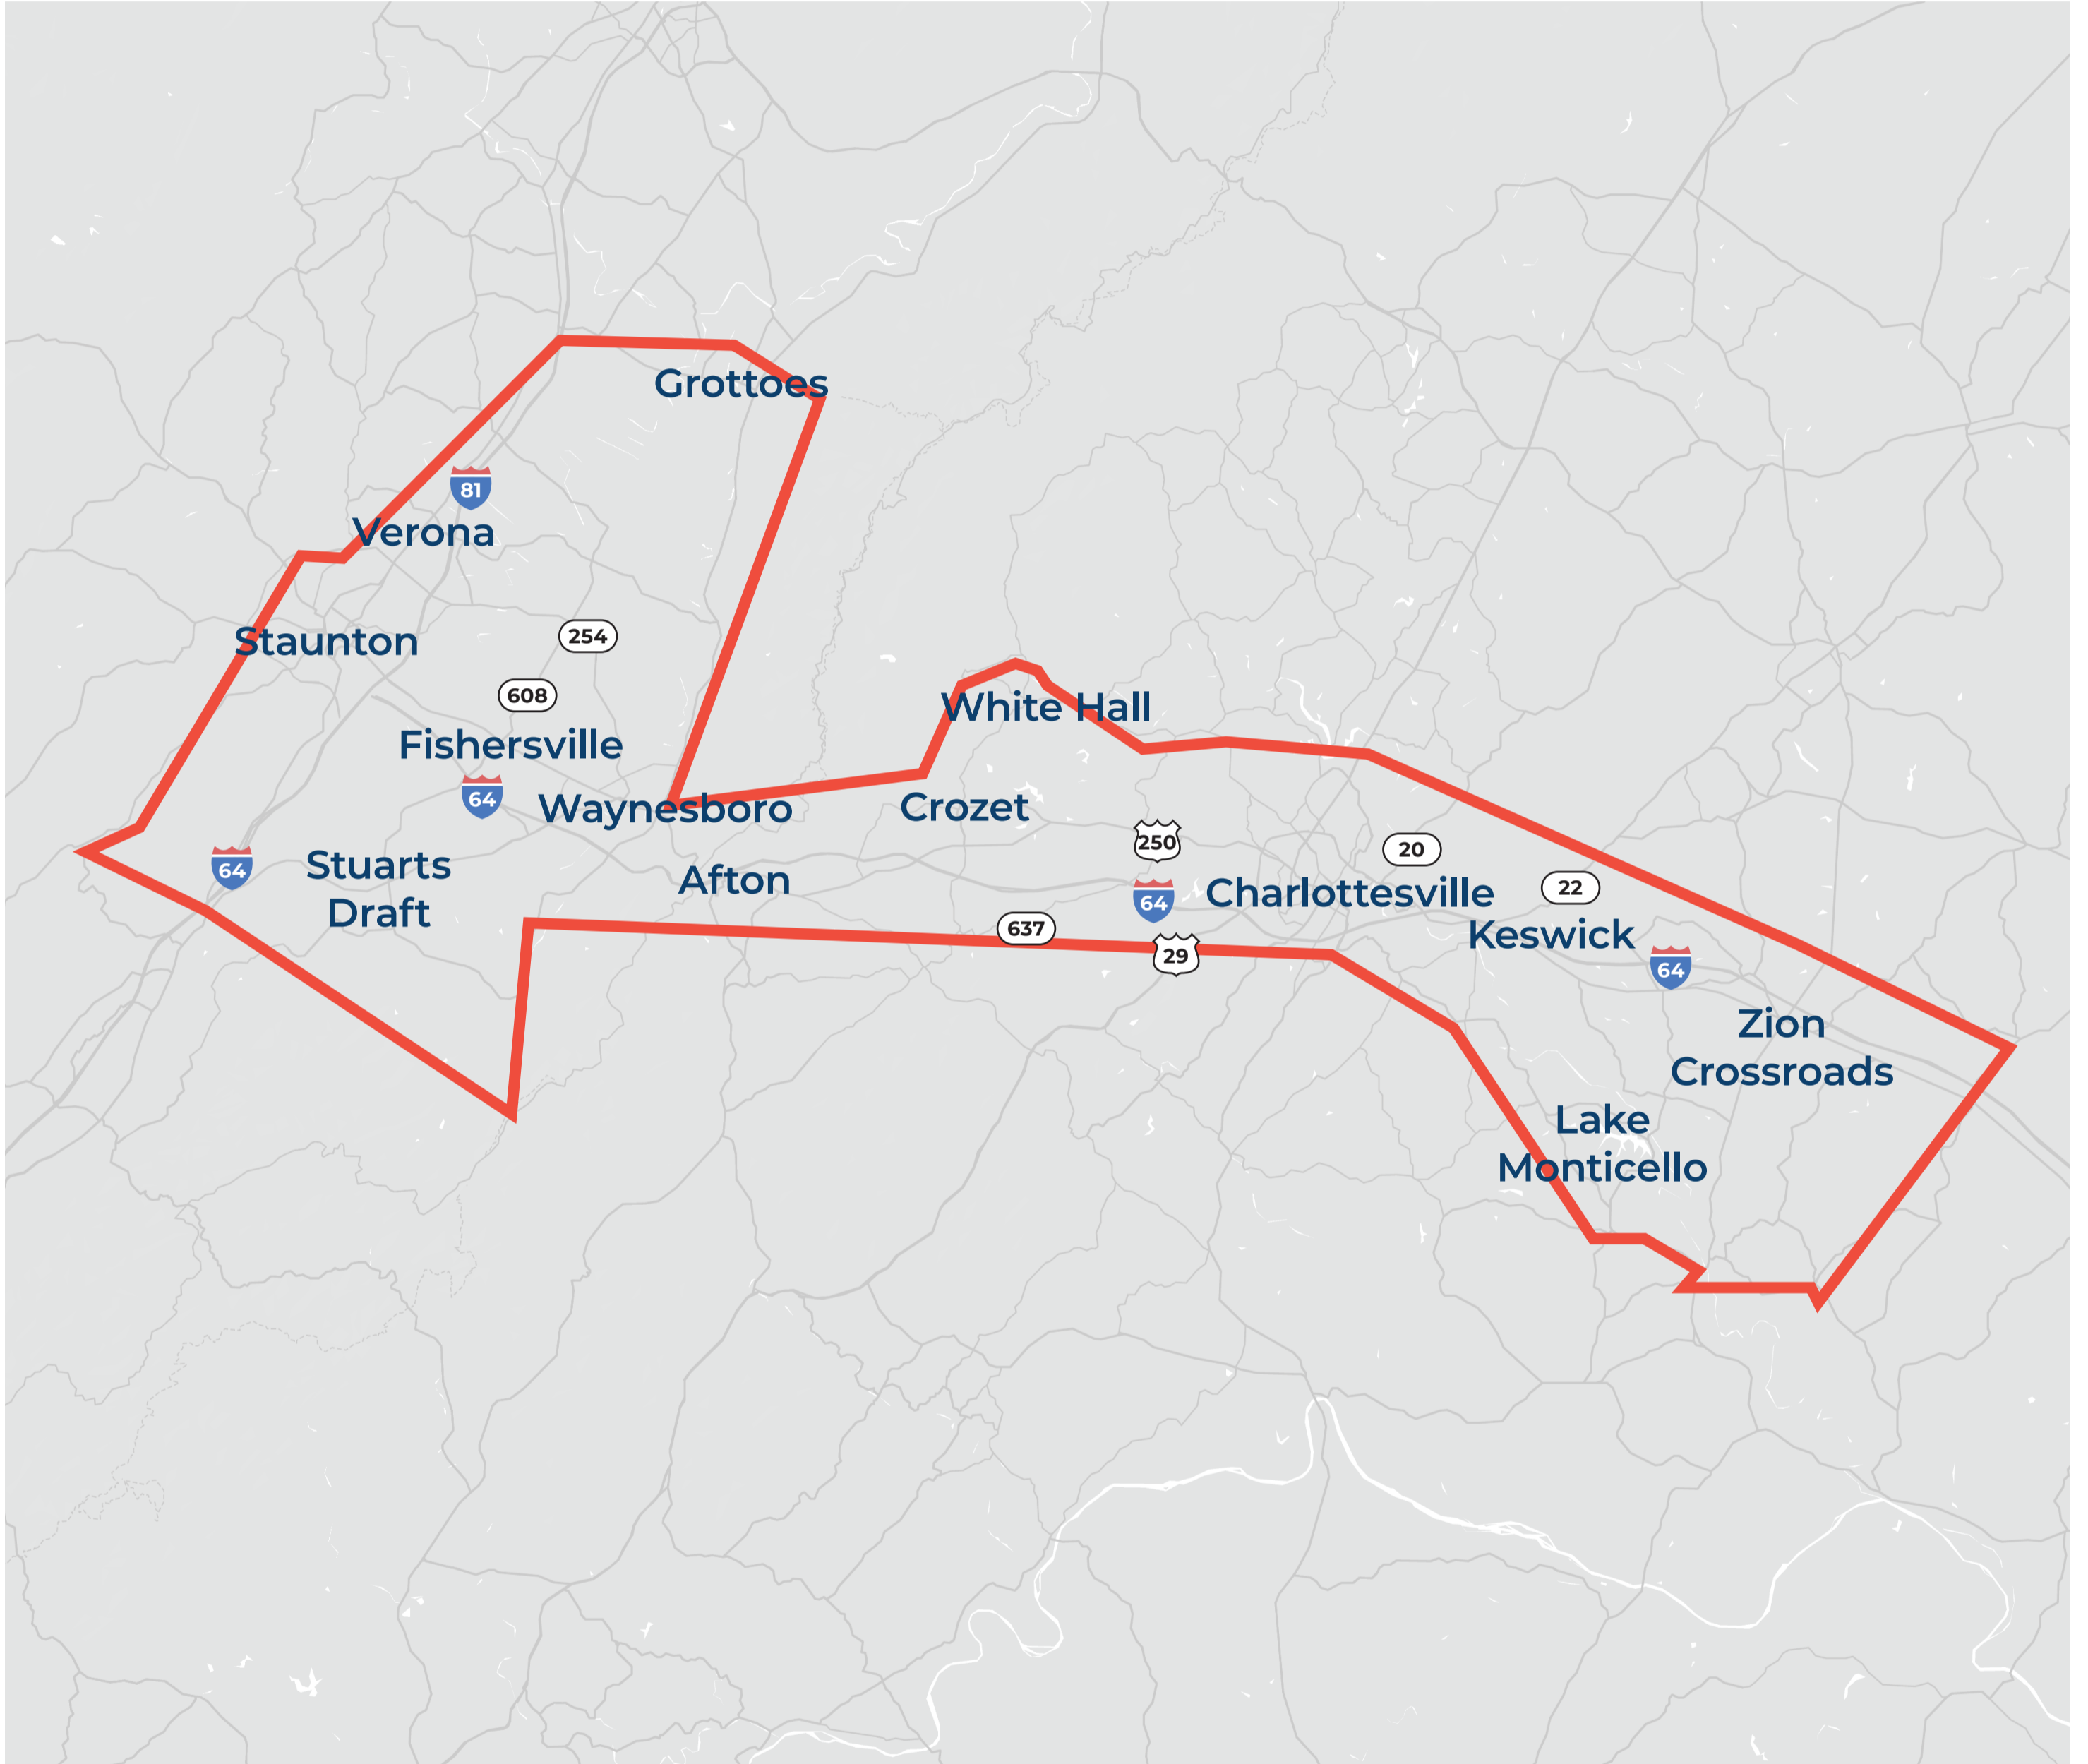 Grottoes
81
Verona
254
Staunton
608
White Hall
Fishersville
64
Waynesboro
Crozet
250
20
64
Stuarts
Draft
Afton
22
64
Charlottesville
637
Keswick
29
64
Zion
Crossroads
Lake
Monticello